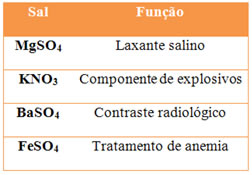 Sal Função
MgSO₄ Laxante salino
KNO₃ Componente de explosivos
BaSO₄ Contraste radiológico
FeSO₄ Tratamento de anemia